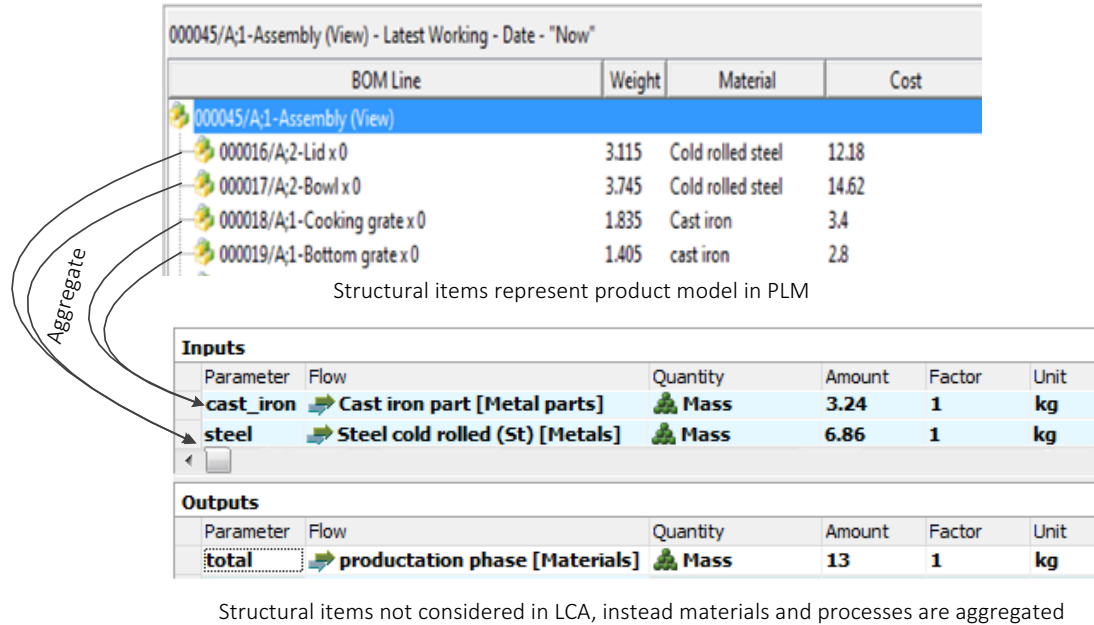 000045/A;1-Assembly (View) - Latest Working - Date - "Now"
BOM Line Weight Material Cost
000045/A;1-Assembly (View)
000016/A;2-Lid x 0 3.115 Cold rolled steel 12.18
000017/A;2-Bowl x 0 3.745 Cold rolled steel 14.62
000018/A;1-Cooking grate x 0 1.835 Cast iron 3.4
000019/A;1-Bottom grate x 0 1.405 cast iron 2.8
Structural items represent product model in PLM
Aggregate
Inputs
Parameter Flow Quantity Amount Factor Unit
cast_iron Cast iron part [Metal parts] Mass 3.24 1 kg
steel Steel cold rolled (St) [Metals] Mass 6.86 1 kg
Outputs
Parameter Flow Quantity Amount Factor Unit
total productation phase [Materials] Mass 13 1 kg
Structural items not considered in LCA, instead materials and processes are aggregated